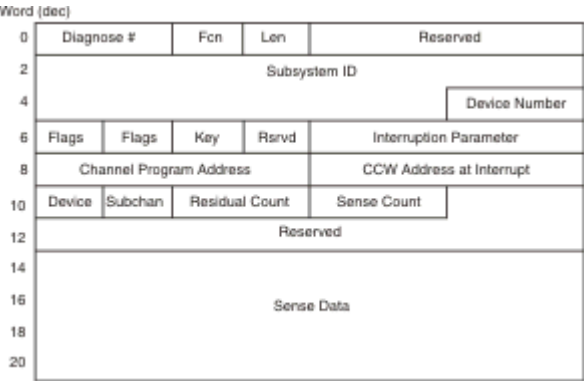 Word (dec)
0 Diagnose # Fcn Len Reserved
2 Subsystem ID
4 Device Number
6 Flags Flags Key Rsrvd Interruption Parameter
8 Channel Program Address CCW Address at Interrupt
10 Device Subchan Residual Count Sense Count
12 Reserved
14
16 Sense Data
18
20